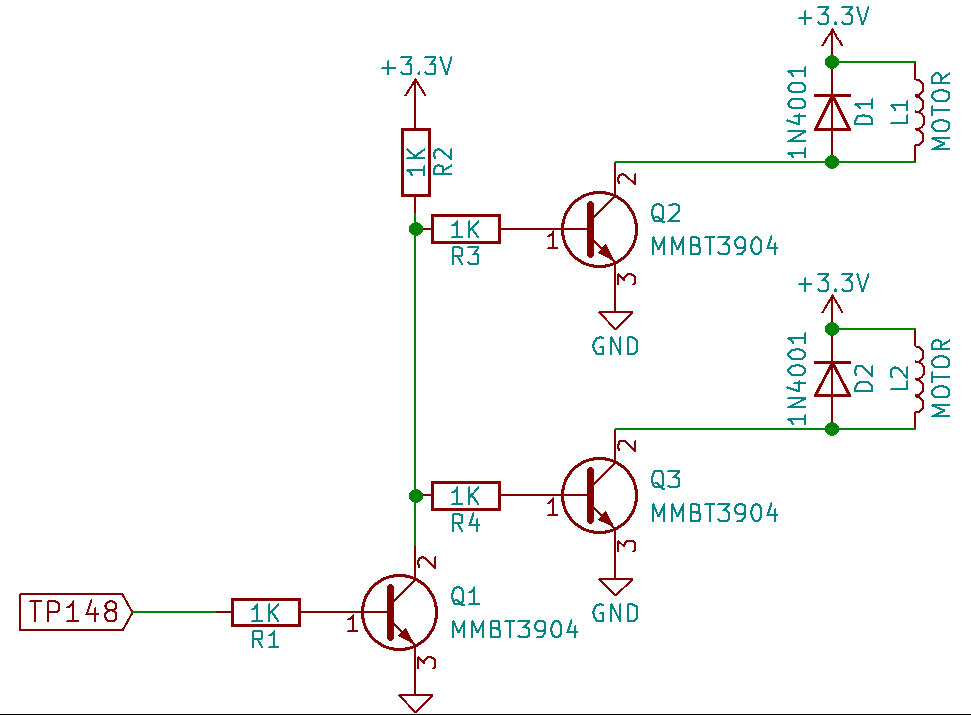 +3.3V
1N4001
D1
L1
MOTOR
+3.3V
1K
R2
2
1K
R3
1
Q2
MMBT3904
3
GND
+3.3V
1N4001
D2
L2
MOTOR
2
1K
R4
1
Q3
MMBT3904
3
GND
2
TP148
1K
R1
1
Q1
MMBT3904
3